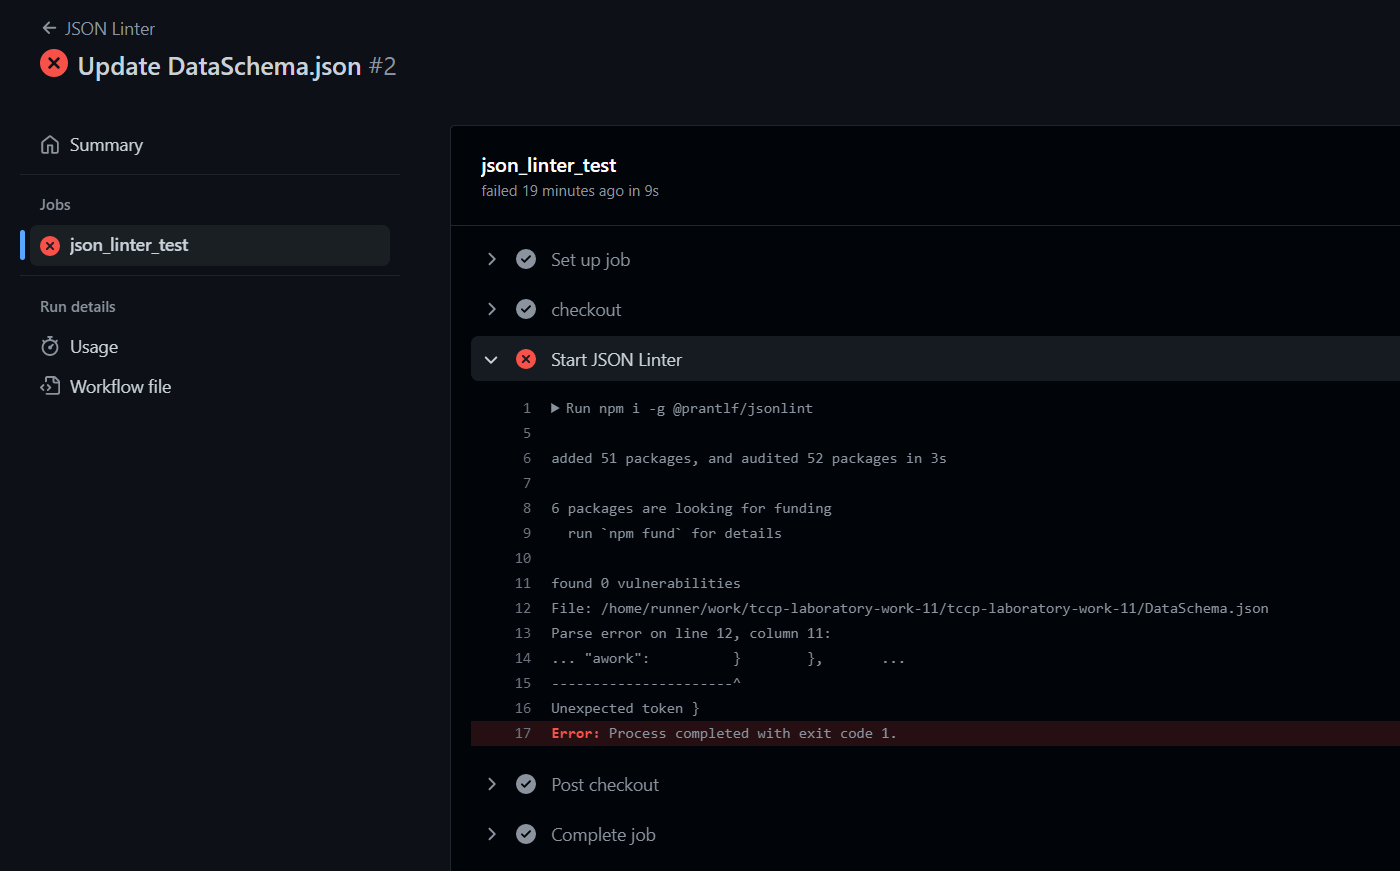 ← JSON Linter
Update DataSchema.json #2
Summary
Jobs
json_linter_test
Run details
Usage
Workflow file
json_linter_test
failed 19 minutes ago in 9s
Set up job
checkout
Start JSON Linter
1 ▶ Run npm i -g @prantlf/jsonlint
5
6 added 51 packages, and audited 52 packages in 3s
7
8 6 packages are looking for funding
9   run `npm fund` for details
10
11 found 0 vulnerabilities
12 File: /home/runner/work/tccp-laboratory-work-11/tccp-laboratory-work-11/DataSchema.json
13 Parse error on line 12, column 11:
14 ... "awork":          }        },       ...
15 ----------------------^
16 Unexpected token }
17 Error: Process completed with exit code 1.
Post checkout
Complete job